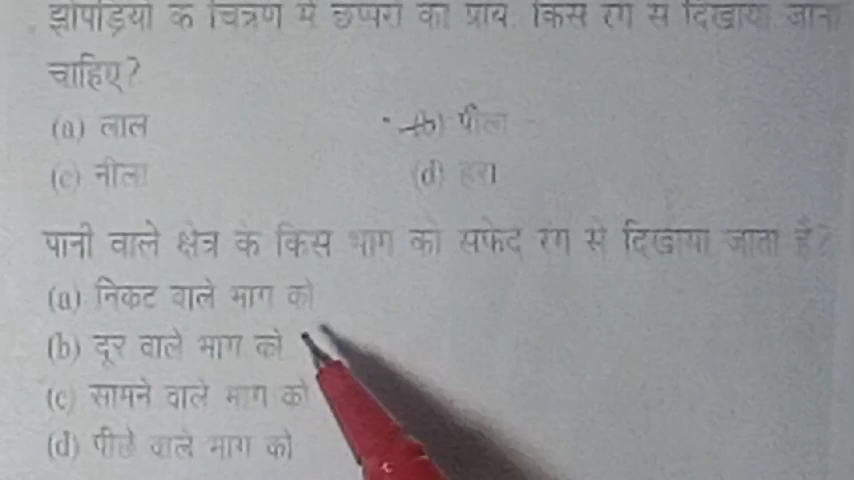 झोपड़ियों के चित्रण में छप्परों को प्राय: किस रंग से दिखाया जाना
चाहिए?
(a) लाल
(b) पीला
(c) नीला
(d) हरा
पानी वाले क्षेत्र के किस भाग को सफेद रंग से दिखाया जाता है?
(a) निकट वाले भाग को
(b) दूर वाले भाग को
(c) सामने वाले भाग को
(d) पीछे वाले भाग को